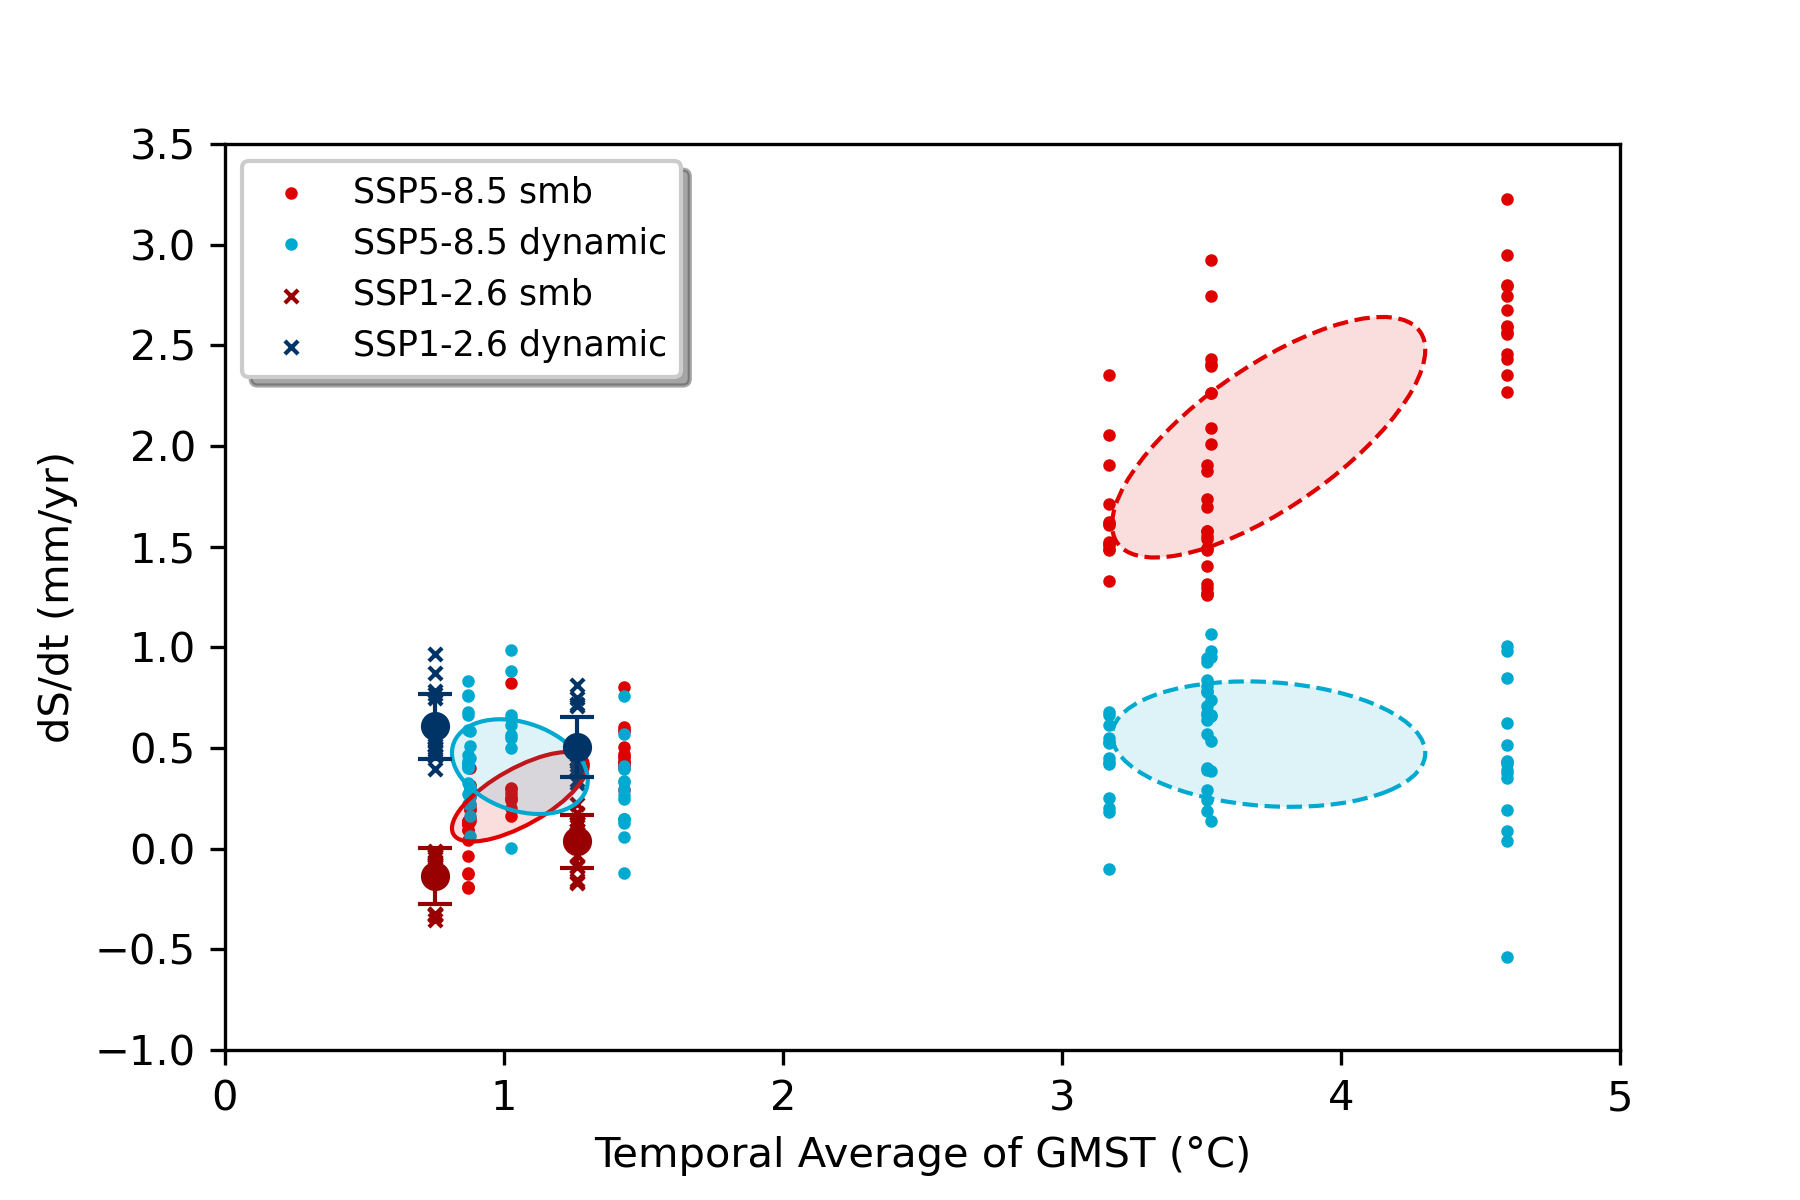 3.5
3.0
2.5
2.0
1.5
1.0
0.5
0.0
−0.5
−1.0
dS/dt (mm/yr)
SSP5-8.5 smb
SSP5-8.5 dynamic
SSP1-2.6 smb
SSP1-2.6 dynamic
0 1 2 3 4 5
Temporal Average of GMST (°C)